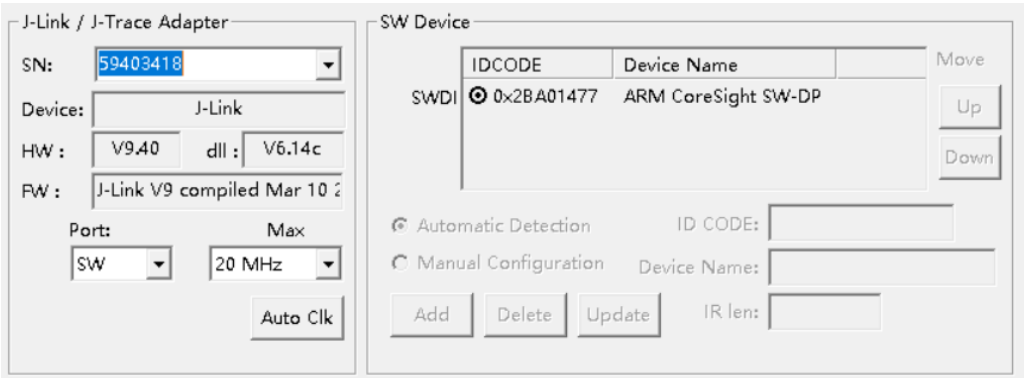 J-Link / J-Trace Adapter
SN: 59403418
Device: J-Link
HW : V9.40 dll : V6.14c
FW : J-Link V9 compiled Mar 10
Port: Max
SW 20 MHz
Auto Clk
SW Device
IDCODE Device Name Move
SWDI 0x2BA01477 ARM CoreSight SW-DP
Up
Down
Automatic Detection ID CODE:
Manual Configuration Device Name:
Add Delete Update IR len: